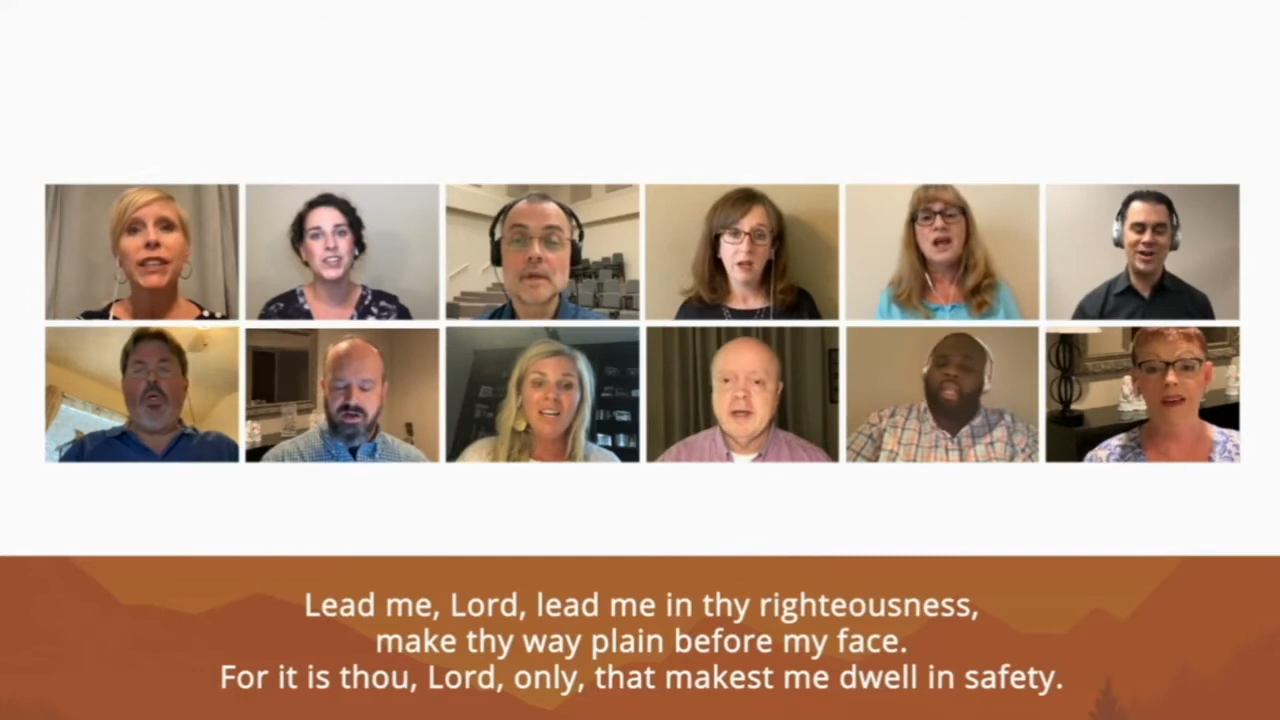 Lead me, Lord, lead me in thy righteousness,
make thy way plain before my face.
For it is thou, Lord, only, that makest me dwell in safety.